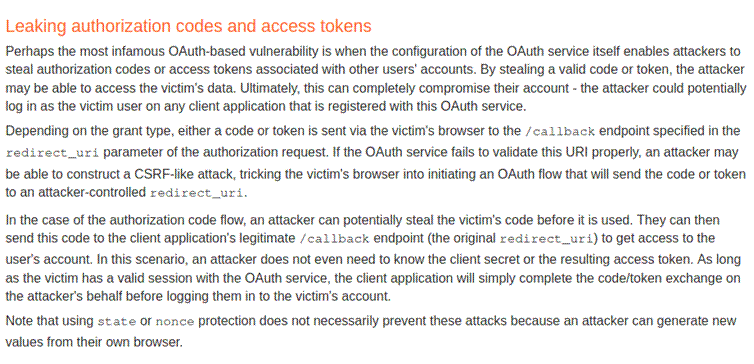 Leaking authorization codes and access tokens
Perhaps the most infamous OAuth-based vulnerability is when the configuration of the OAuth service itself enables attackers to
steal authorization codes or access tokens associated with other users' accounts. By stealing a valid code or token, the attacker
may be able to access the victim's data. Ultimately, this can completely compromise their account - the attacker could potentially
log in as the victim user on any client application that is registered with this OAuth service.
Depending on the grant type, either a code or token is sent via the victim's browser to the /callback endpoint specified in the
redirect_uri parameter of the authorization request. If the OAuth service fails to validate this URI properly, an attacker may
be able to construct a CSRF-like attack, tricking the victim's browser into initiating an OAuth flow that will send the code or token
to an attacker-controlled redirect_uri.
In the case of the authorization code flow, an attacker can potentially steal the victim's code before it is used. They can then
send this code to the client application's legitimate /callback endpoint (the original redirect_uri) to get access to the
user's account. In this scenario, an attacker does not even need to know the client secret or the resulting access token. As long
as the victim has a valid session with the OAuth service, the client application will simply complete the code/token exchange on
the attacker's behalf before logging them in to the victim's account.
Note that using state or nonce protection does not necessarily prevent these attacks because an attacker can generate new
values from their own browser.